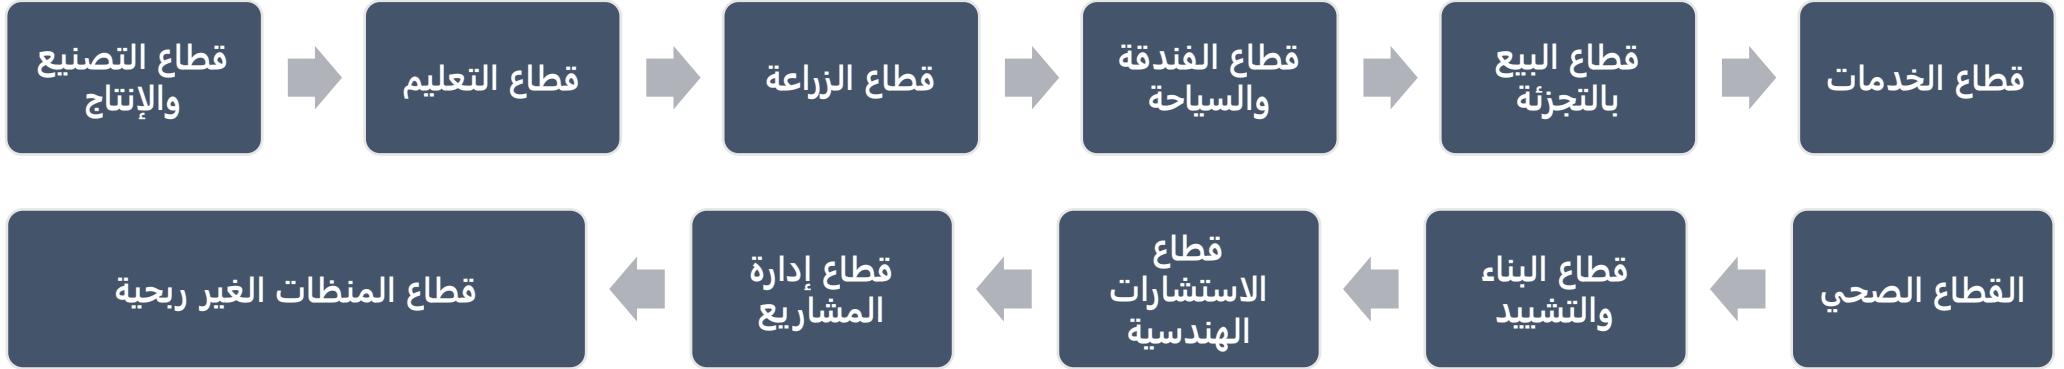 قطاع التصنيع
والإنتاج
قطاع التعليم
قطاع الزراعة
قطاع الفندقة
والسياحة
قطاع البيع
بالتجزئة
قطاع الخدمات
القطاع الصحي
قطاع البناء
والتشييد
قطاع
الاستشارات
الهندسية
قطاع إدارة
المشاريع
قطاع المنظات الغير ربحية